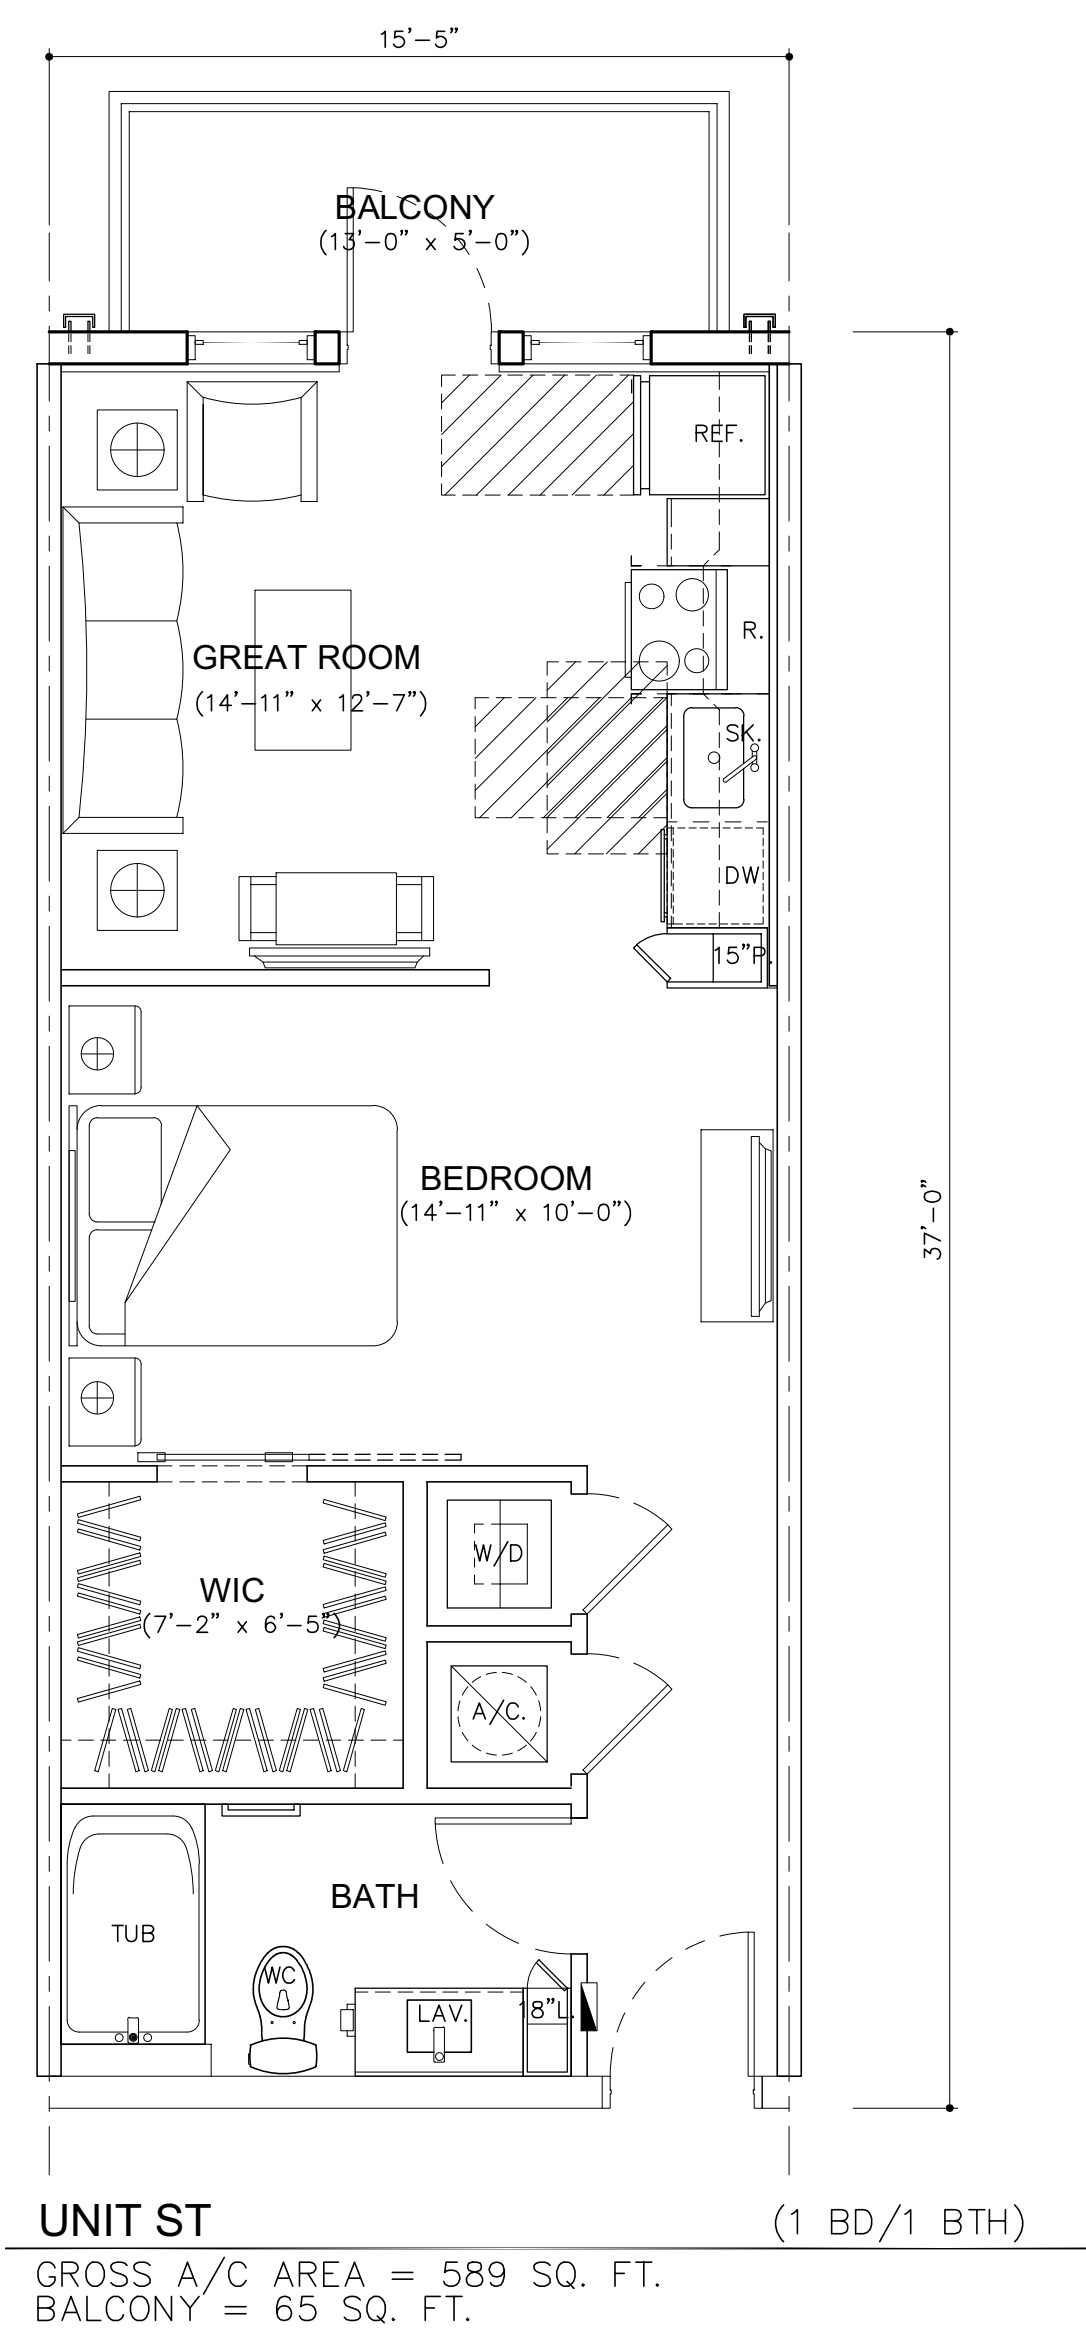 15'-5"
BALCONY
(13'-0" x 5'-0")
REF.
R.
GREAT ROOM
(14'-11" x 12'-7")
SK.
DW
15"P.
BEDROOM
(14'-11" x 10'-0")
37'-0"
W/D
WIC
(7'-2" x 6'-5")
A/C.
BATH
TUB
WC
LAV.
18"L.
UNIT ST
(1 BD/1 BTH)
GROSS A/C AREA = 589 SQ. FT.
BALCONY = 65 SQ. FT.